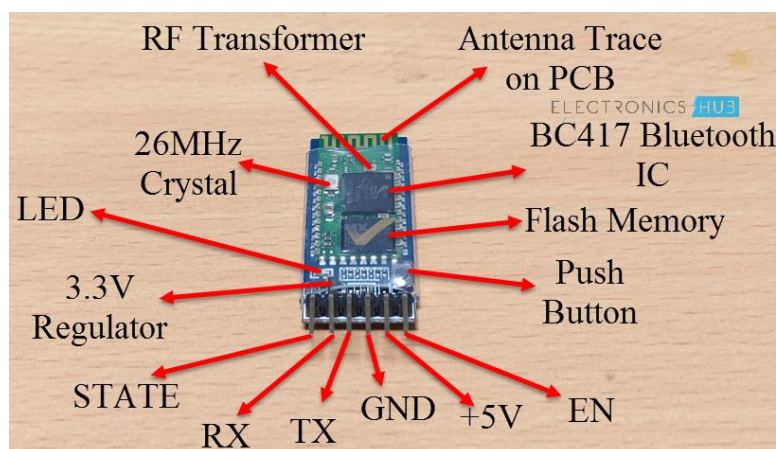 RF Transformer
Antenna Trace
on PCB
ELECTRONICS HUB
26MHz
Crystal
BC417 Bluetooth
IC
LED
Flash Memory
3.3V
Regulator
Push
Button
STATE
RX
TX
GND
+5V
EN